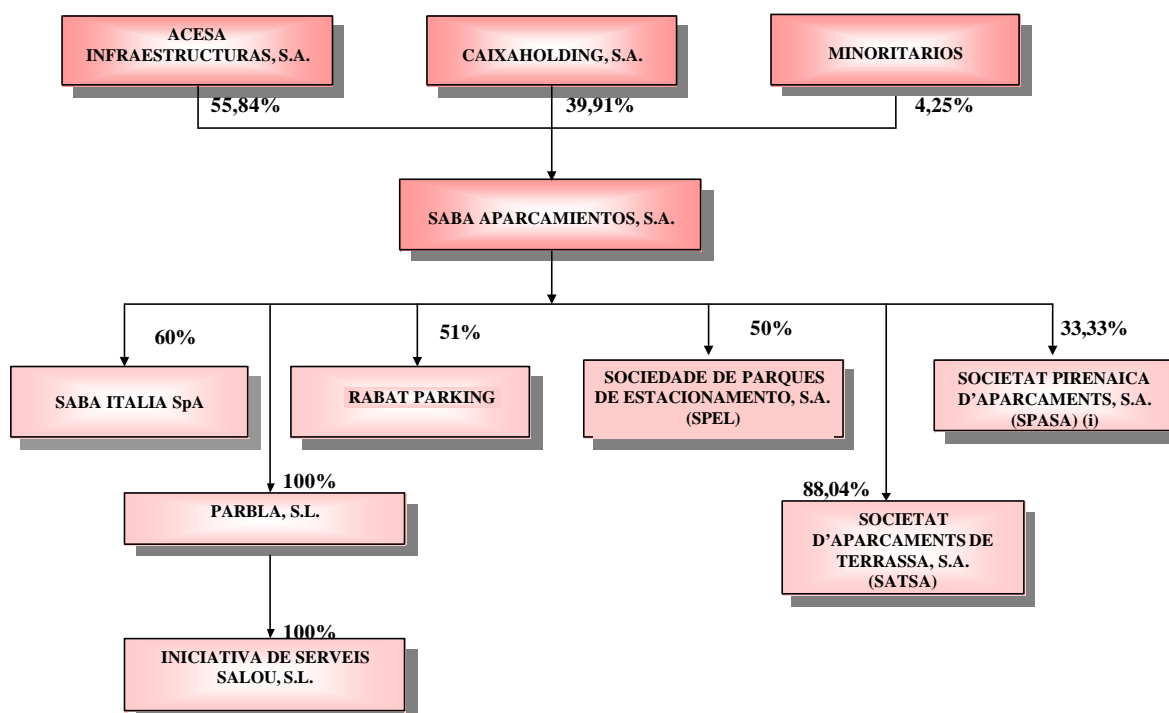 ACESA
INFRAESTRUCTURAS, S.A.
CAIXAHOLDING, S.A.
MINORITARIOS
55,84%
39,91%
4,25%
SABA APARCAMIENTOS, S.A.
60%
51%
50%
33,33%
SABA ITALIA SpA
RABAT PARKING
SOCIEDADE DE PARQUES
DE ESTACIONAMENTO, S.A.
(SPEL)
SOCIETAT PIRENAICA
D’APARCAMENTS, S.A.
(SPASA) (i)
100%
PARBLA, S.L.
88,04%
SOCIETAT
D’APARCAMENTS DE
TERRASSA, S.A.
(SATSA)
100%
INICIATIVA DE SERVEIS
SALOU, S.L.